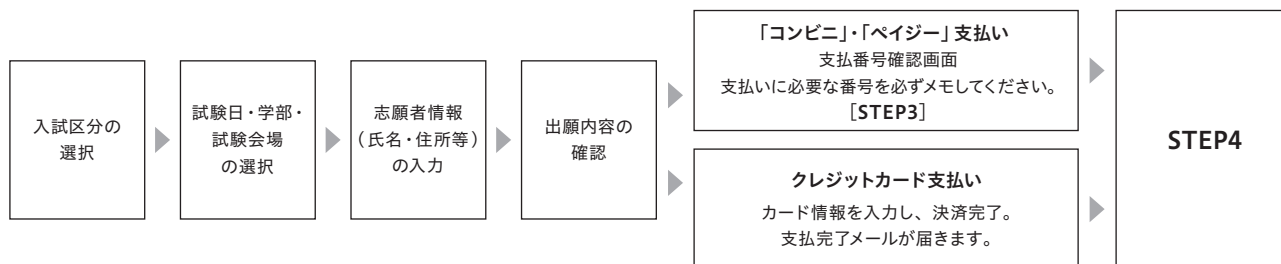 入試区分の
選択
試験日・学部・
試験会場
の選択
志願者情報
(氏名・住所等)
の入力
出願内容の
確認
「コンビニ」・「ペイジー」支払い
支払番号確認画面
支払いに必要な番号を必ずメモしてください。
[STEP3]
クレジットカード支払い
カード情報を入力し、決済完了。
支払完了メールが届きます。
STEP4